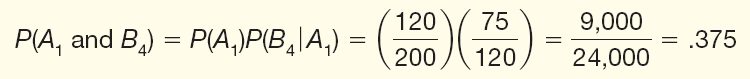 P(A₁ and B₄) = P(A₁)P(B₄|A₁) = (120/200)(75/120) = 9,000/24,000 = .375